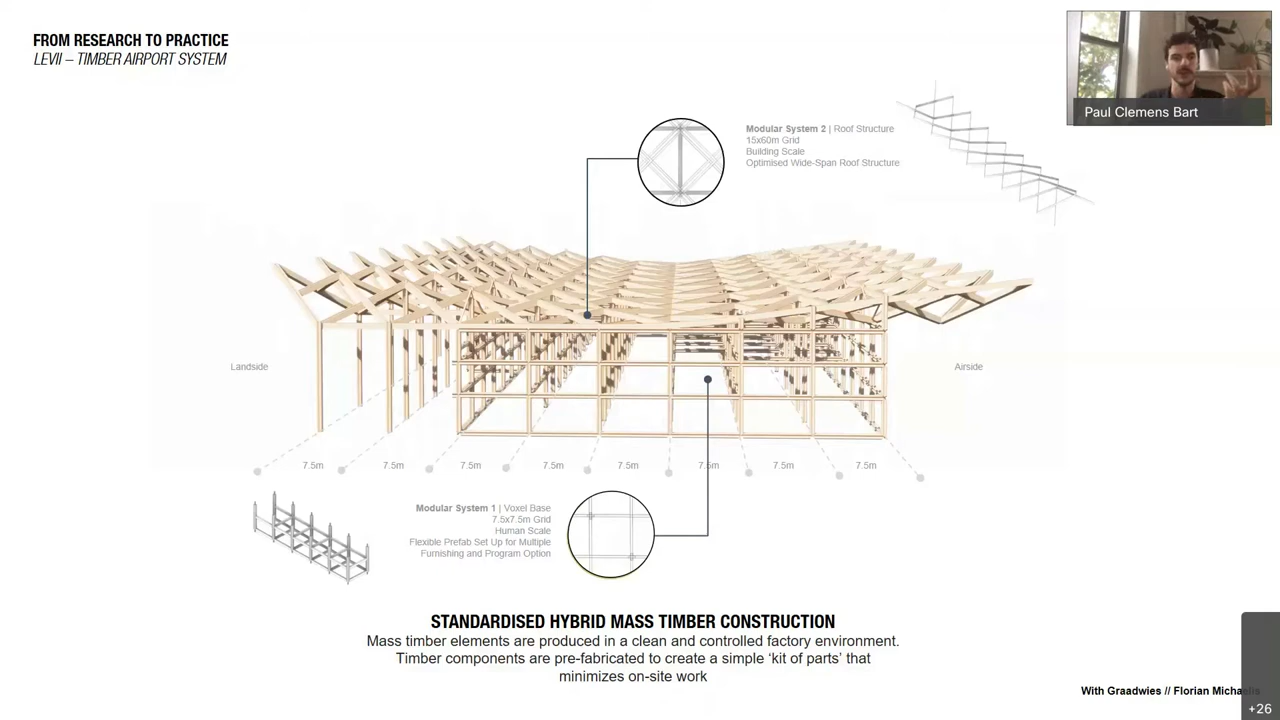 FROM RESEARCH TO PRACTICE
LEVII – TIMBER AIRPORT SYSTEM
Paul Clemens Bart
Modular System 2 | Roof Structure
15x60m Grid
Building Scale
Optimised Wide-Span Roof Structure
Landside
Airside
7.5m 7.5m 7.5m 7.5m 7.5m 7.5m 7.5m 7.5m
Modular System 1 | Voxel Base
7.5x7.5m Grid
Human Scale
Flexible Prefab Set Up for Multiple
Furnishing and Program Option
STANDARDISED HYBRID MASS TIMBER CONSTRUCTION
Mass timber elements are produced in a clean and controlled factory environment.
Timber components are pre-fabricated to create a simple ‘kit of parts’ that
minimizes on-site work
With Graadwies // Florian Michaelis
+26